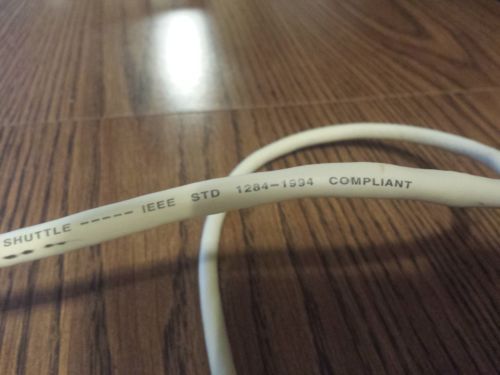 SHUTTLE ----- IEEE STD 1284-1994 COMPLIANT